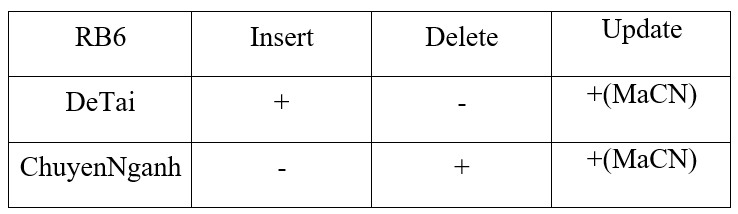 RB6 Insert Delete Update
DeTai + - +(MaCN)
ChuyenNganh - + +(MaCN)